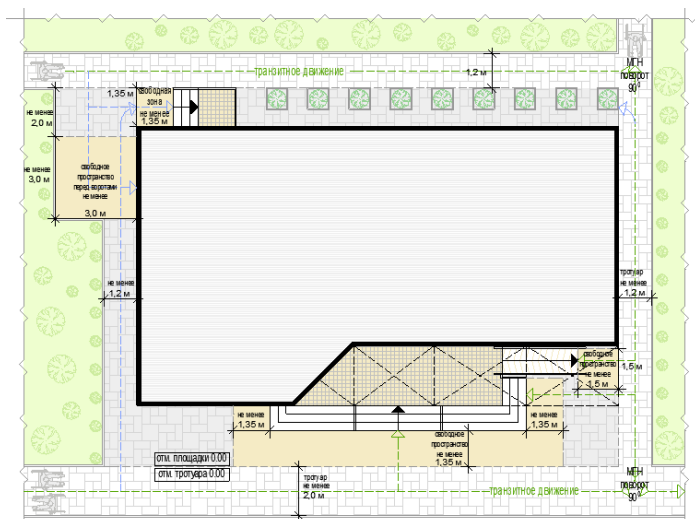 МГН
поворот
90°
транзитное движение
1,2 м
1,35 м
свободная
зона
не менее
1,35 м
не менее
2,0 м
не менее
3,0 м
свободное
пространство
перед воротами
не менее
3,0 м
не менее
1,2 м
тротуар
не менее
1,2 м
свободное
пространство
не менее
1,5 м
1,5 м
не менее
1,35 м
не менее
1,35 м
свободное
пространство
не менее
1,35 м
отм. площадки 0,00
отм. тротуара 0,00
тротуар
не менее
2,0 м
транзитное движение
МГН
поворот
90°